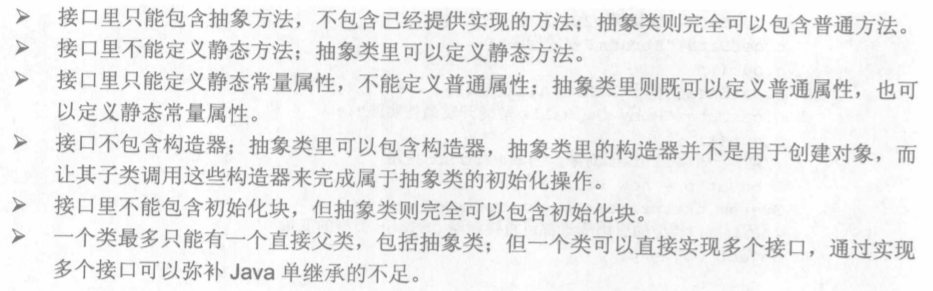 ➢ 接口里只能包含抽象方法，不包含已经提供实现的方法；抽象类则完全可以包含普通方法。
➢ 接口里不能定义静态方法；抽象类里可以定义静态方法。
➢ 接口里只能定义静态常量属性，不能定义普通属性；抽象类里则既可以定义普通属性，也可
以定义静态常量属性。
➢ 接口不包含构造器；抽象类里可以包含构造器，抽象类里的构造器并不是用于创建对象，而
让其子类调用这些构造器来完成属于抽象类的初始化操作。
➢ 接口里不能包含初始化块，但抽象类则完全可以包含初始化块。
➢ 一个类最多只能有一个直接父类，包括抽象类；但一个类可以直接实现多个接口，通过实现
多个接口可以弥补 Java 单继承的不足。